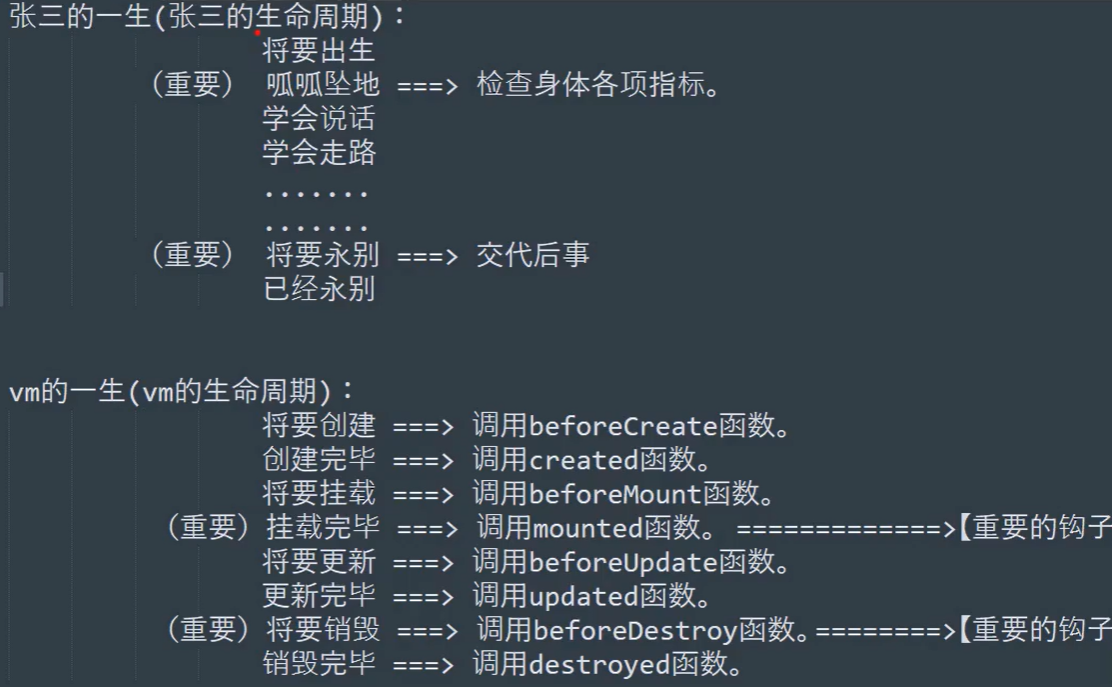 张三的一生(张三的生命周期)：
将要出生
（重要） 呱呱坠地 ===> 检查身体各项指标。
学会说话
学会走路
.......
.......
（重要） 将要永别 ===> 交代后事
已经永别
vm的一生(vm的生命周期)：
将要创建 ===> 调用beforeCreate函数。
创建完毕 ===> 调用created函数。
将要挂载 ===> 调用beforeMount函数。
（重要）挂载完毕 ===> 调用mounted函数。 =============>【重要的钩子
将要更新 ===> 调用beforeUpdate函数。
更新完毕 ===> 调用updated函数。
（重要）将要销毁 ===> 调用beforeDestroy函数。========>【重要的钩子
销毁完毕 ===> 调用destroyed函数。